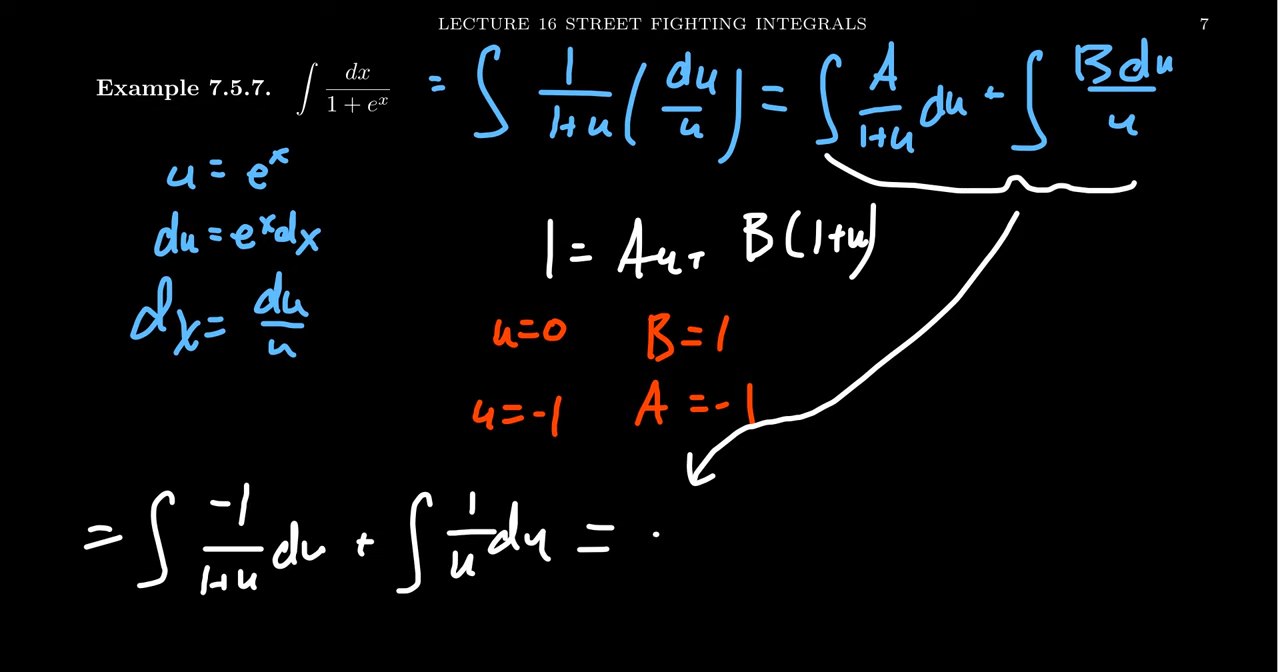 LECTURE 16 STREET FIGHTING INTEGRALS 7
Example 7.5.7. ∫ dx/(1 + e^x) = ∫ 1/(1+u) (du/u) = ∫ A/(1+u) du + ∫ B du/u
u = e^x
du = e^x dx
dx = du/u
1 = Au + B(1+u)
u=0 B=1
u=-1 A=-1
= ∫ -1/(1+u) du + ∫ 1/u du =